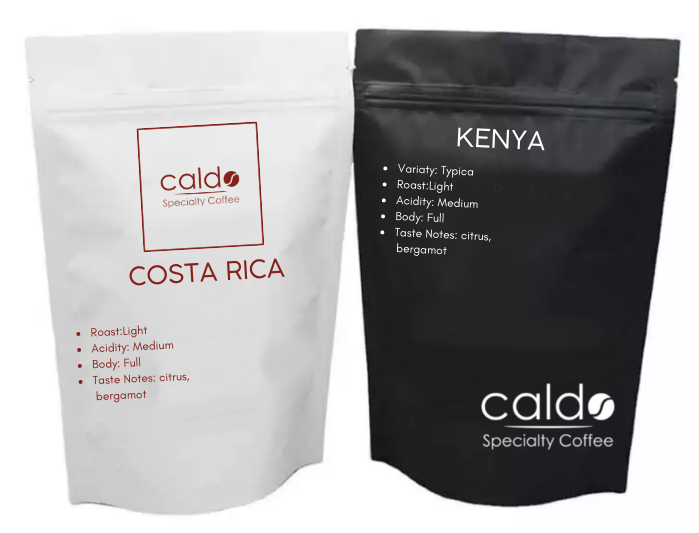 caldo
Specialty Coffee
COSTA RICA
• Roast:Light
• Acidity: Medium
• Body: Full
• Taste Notes: citrus,
bergamot
KENYA
• Variaty: Typica
• Roast:Light
• Acidity: Medium
• Body: Full
• Taste Notes: citrus,
bergamot
caldo
Specialty Coffee